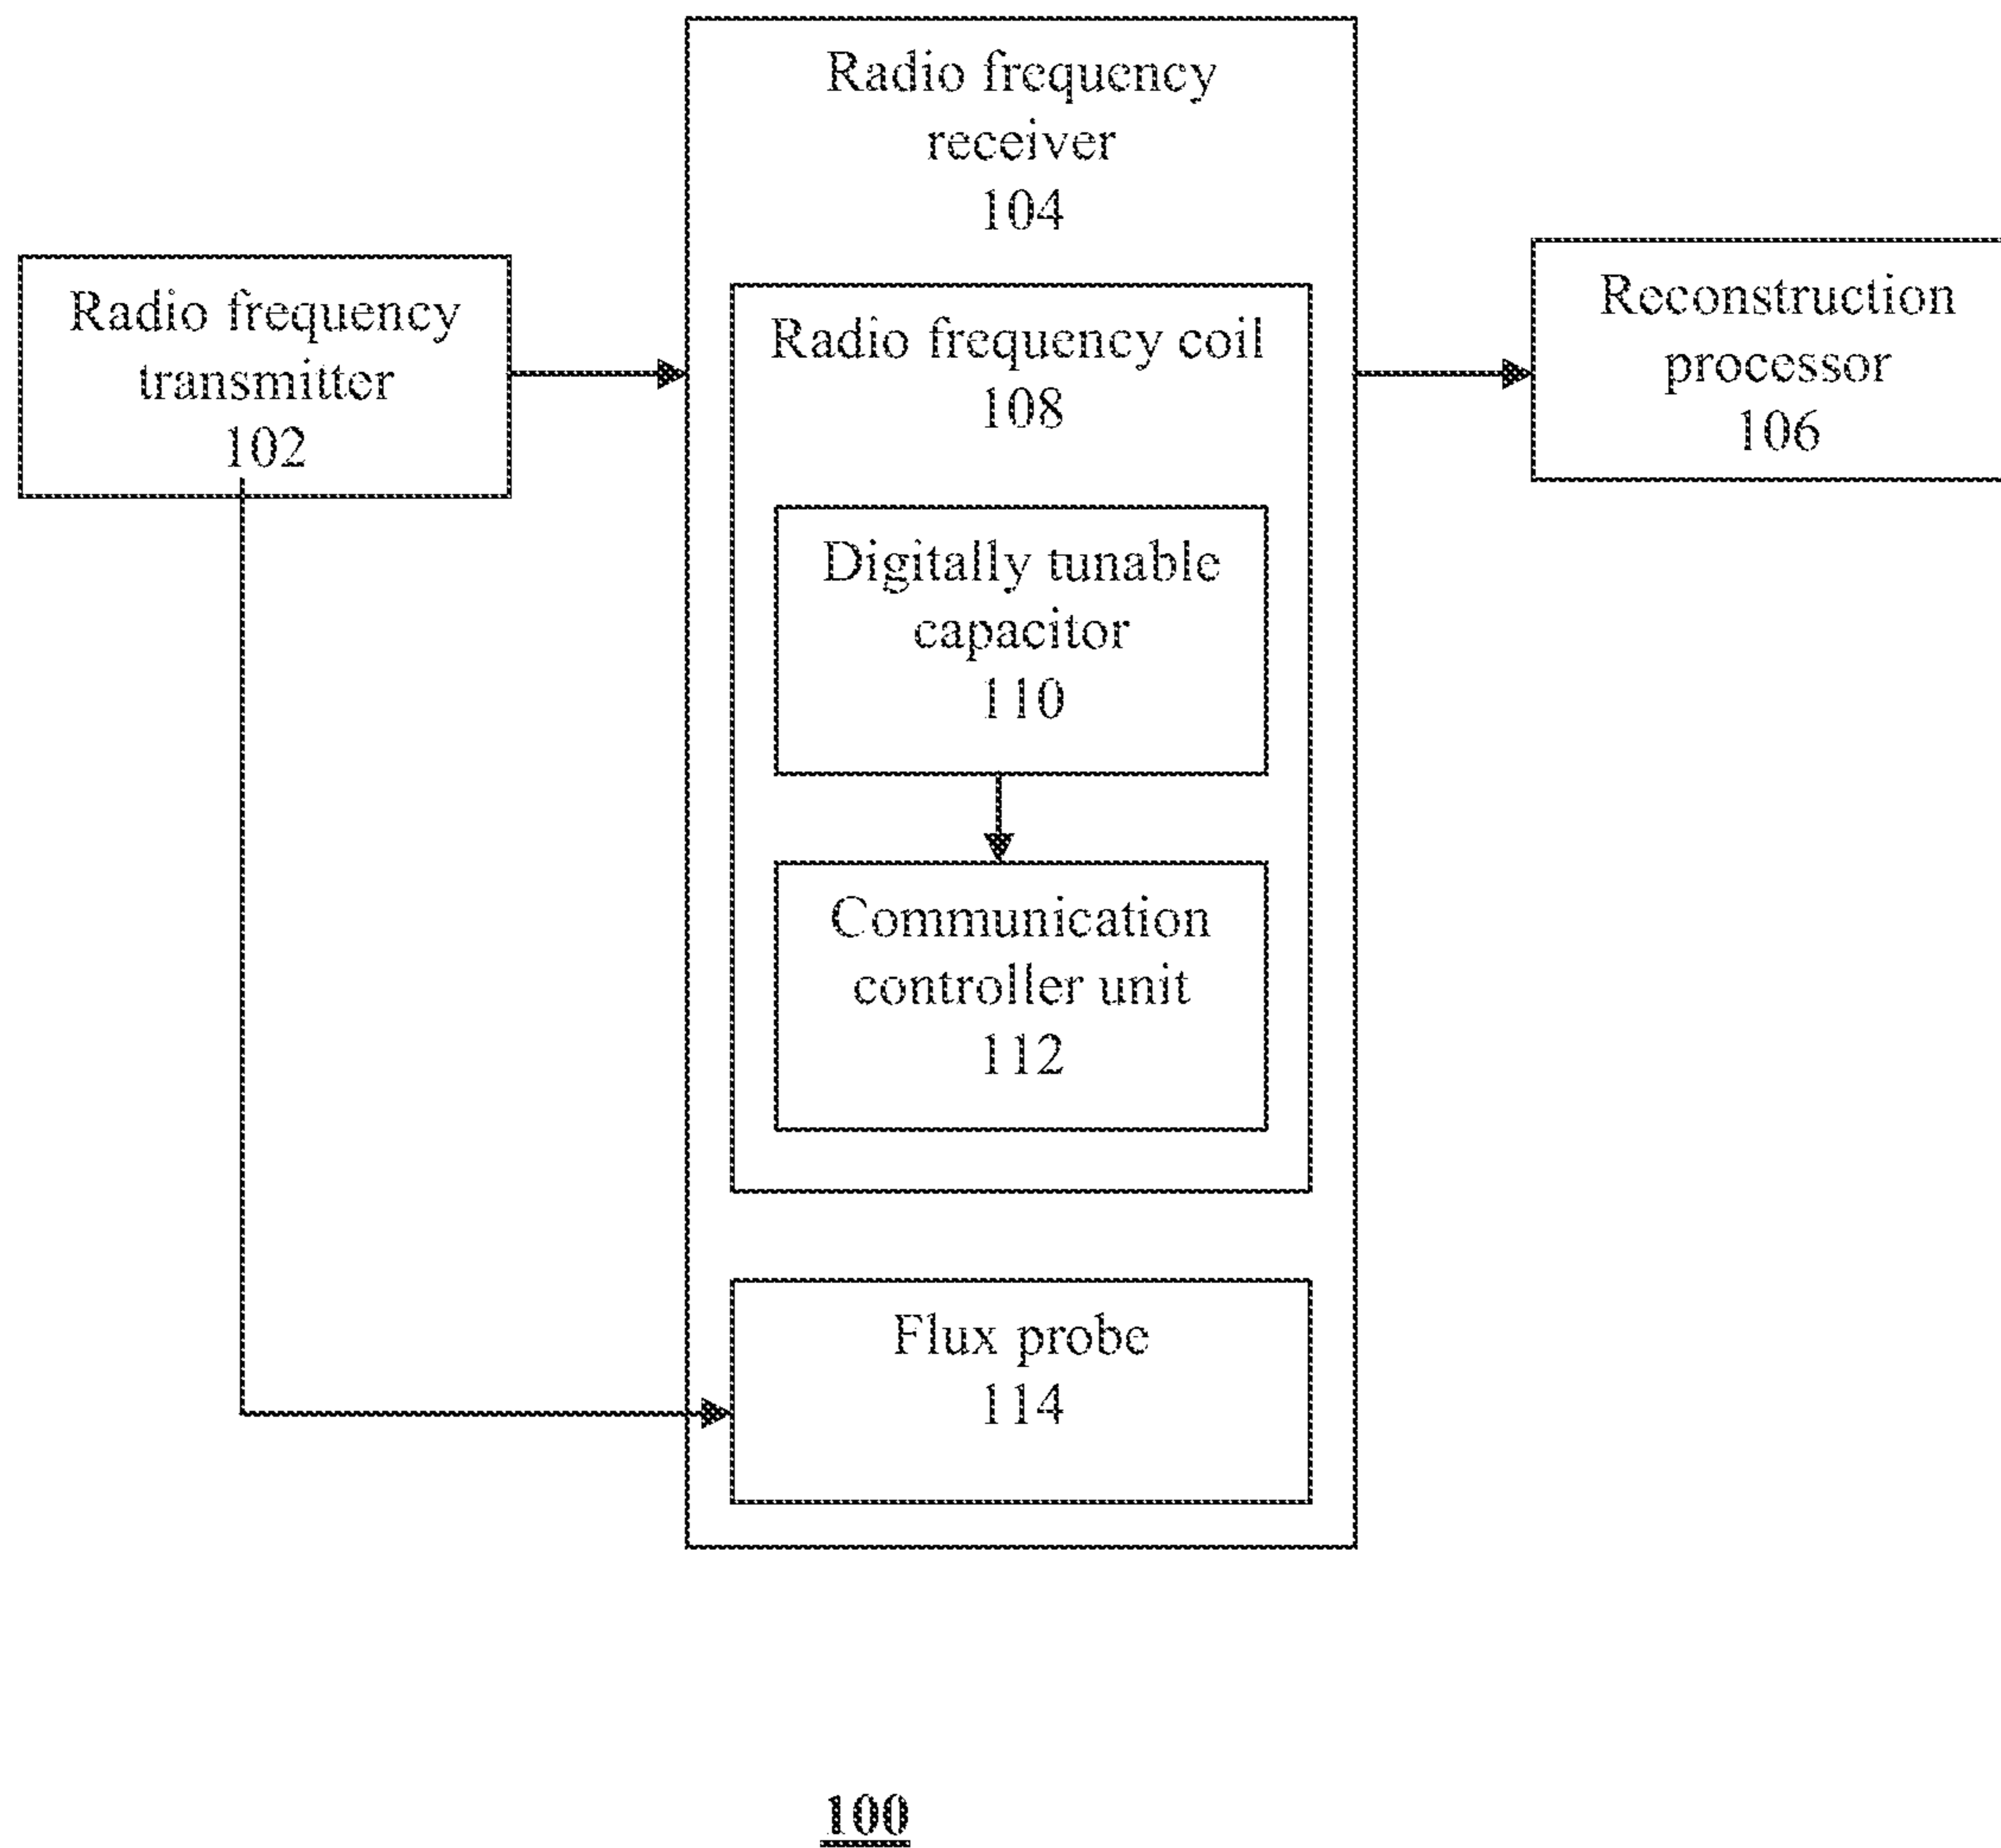 Radio frequency
receiver
104
Radio frequency
transmitter
102
Radio frequency coil
108
Reconstruction
processor
106
Digitally tunable
capacitor
110
Communication
controller unit
112
Flux probe
114
100